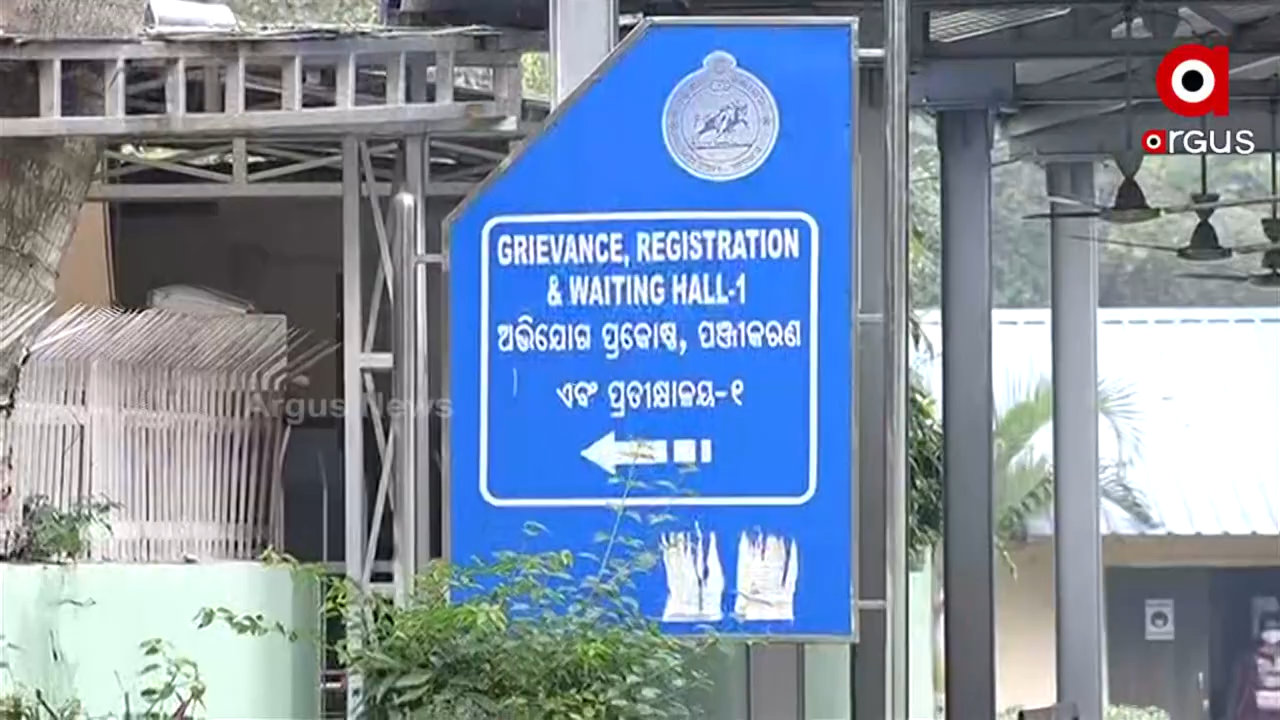 argus
GRIEVANCE, REGISTRATION
& WAITING HALL-1
ଅଭିଯୋଗ ପ୍ରକୋଷ୍ଠ, ପଞ୍ଜୀକରଣ
ଏବଂ ପ୍ରତୀକ୍ଷାଳୟ-୧
Argus News